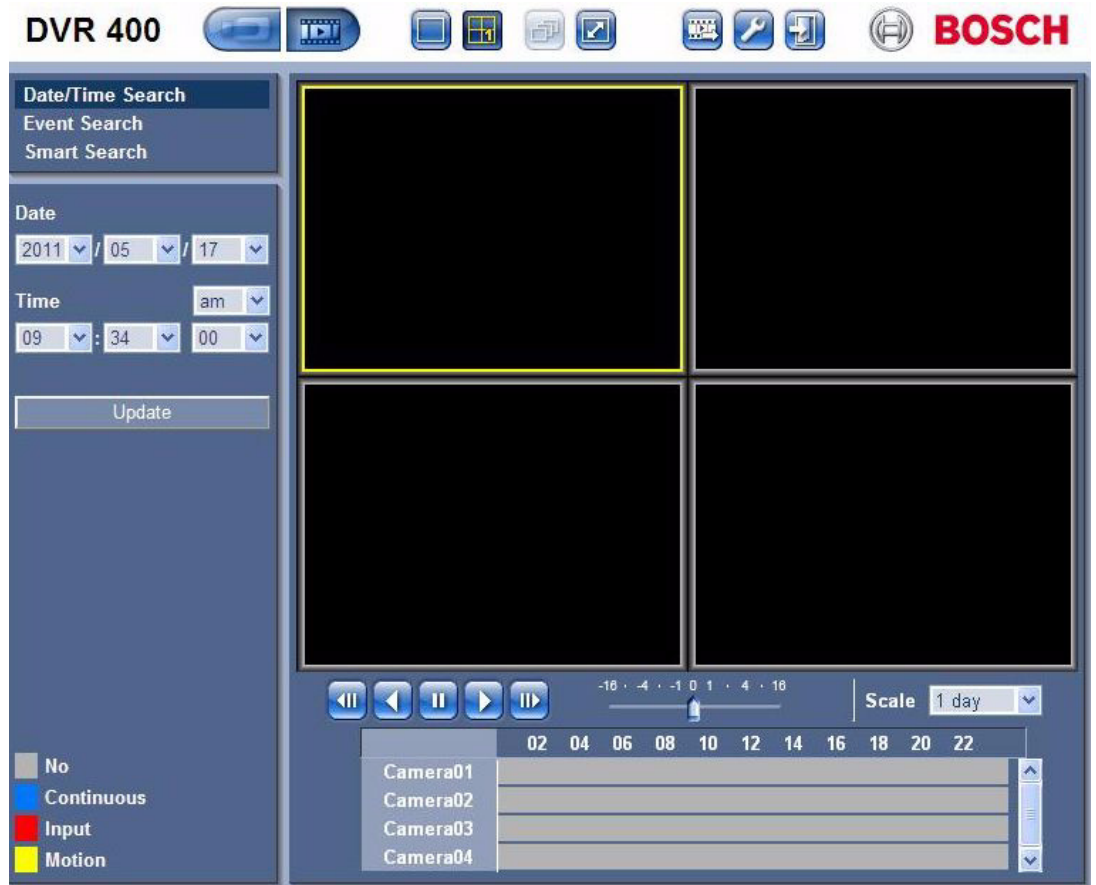 DVR 400
1
BOSCH
Date/Time Search
Event Search
Smart Search
Date
2011 / 05 / 17
Time am
09 : 34 00
Update
-16 · -4 · -1 0 1 · 4 · 16
Scale 1 day
02 04 06 08 10 12 14 16 18 20 22
Camera01
Camera02
Camera03
Camera04
No
Continuous
Input
Motion